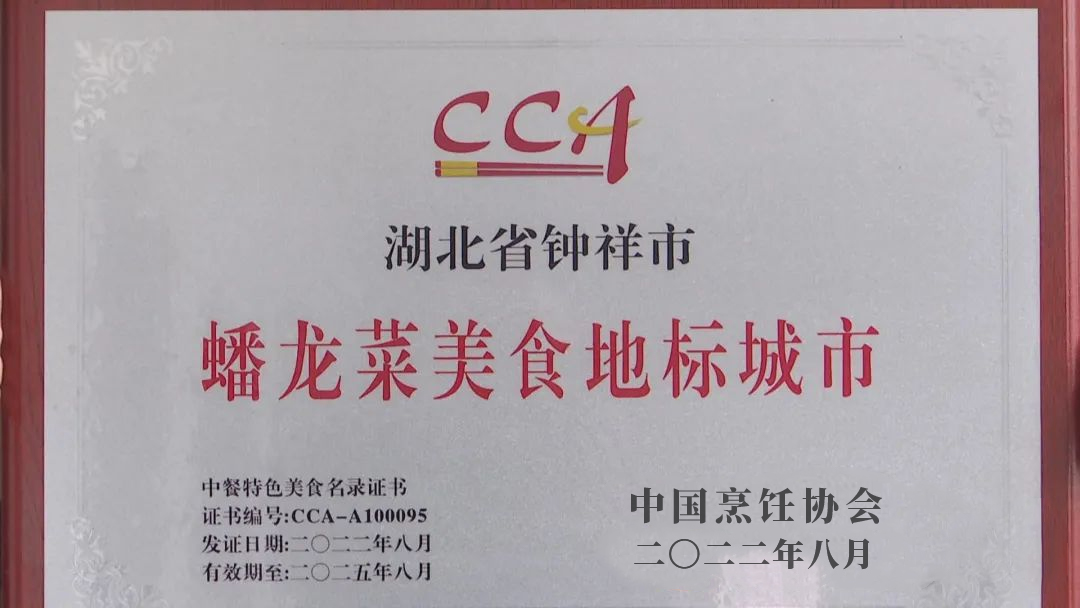 CCA
湖北省钟祥市
蟠龙菜美食地标城市
中餐特色美食名录证书
证书编号:CCA-A100095
发证日期:二〇二二年八月
有效期至:二〇二五年八月
中国烹饪协会
二〇二二年八月